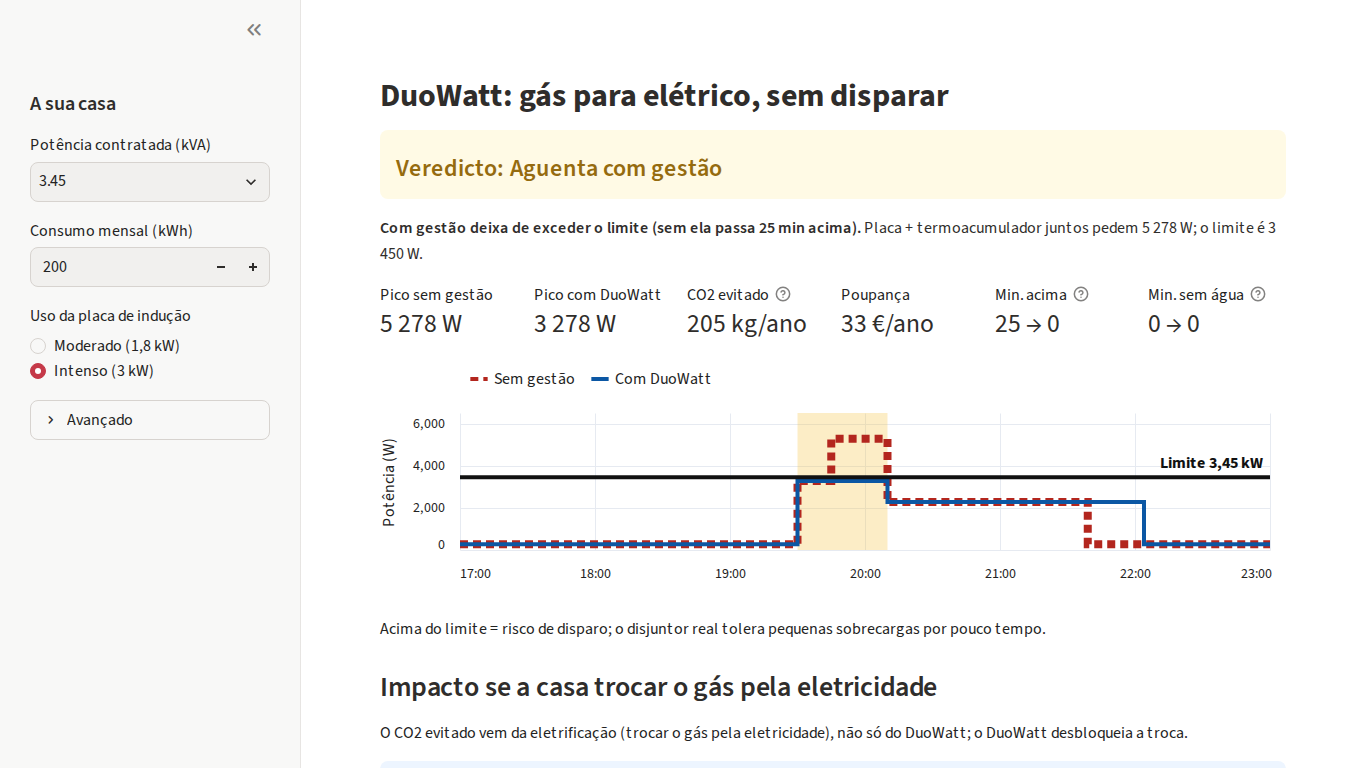 A sua casa
Potência contratada (kVA)
3.45
Consumo mensal (kWh)
200
Uso da placa de indução
Moderado (1,8 kW)
Intenso (3 kW)
Avançado
DuoWatt: gás para elétrico, sem disparar
Veredicto: Aguenta com gestão
Com gestão deixa de exceder o limite (sem ela passa 25 min acima). Placa + termoacumulador juntos pedem 5 278 W; o limite é 3
450 W.
Pico sem gestão
5 278 W
Pico com DuoWatt
3 278 W
CO2 evitado
205 kg/ano
Poupança
33 €/ano
Min. acima
25 → 0
Min. sem água
0 → 0
Sem gestão
Com DuoWatt
Potência (W)
6,000
4,000
2,000
0
Limite 3,45 kW
17:00 18:00 19:00 20:00 21:00 22:00 23:00
Acima do limite = risco de disparo; o disjuntor real tolera pequenas sobrecargas por pouco tempo.
Impacto se a casa trocar o gás pela eletricidade
O CO2 evitado vem da eletrificação (trocar o gás pela eletricidade), não só do DuoWatt; o DuoWatt desbloqueia a troca.